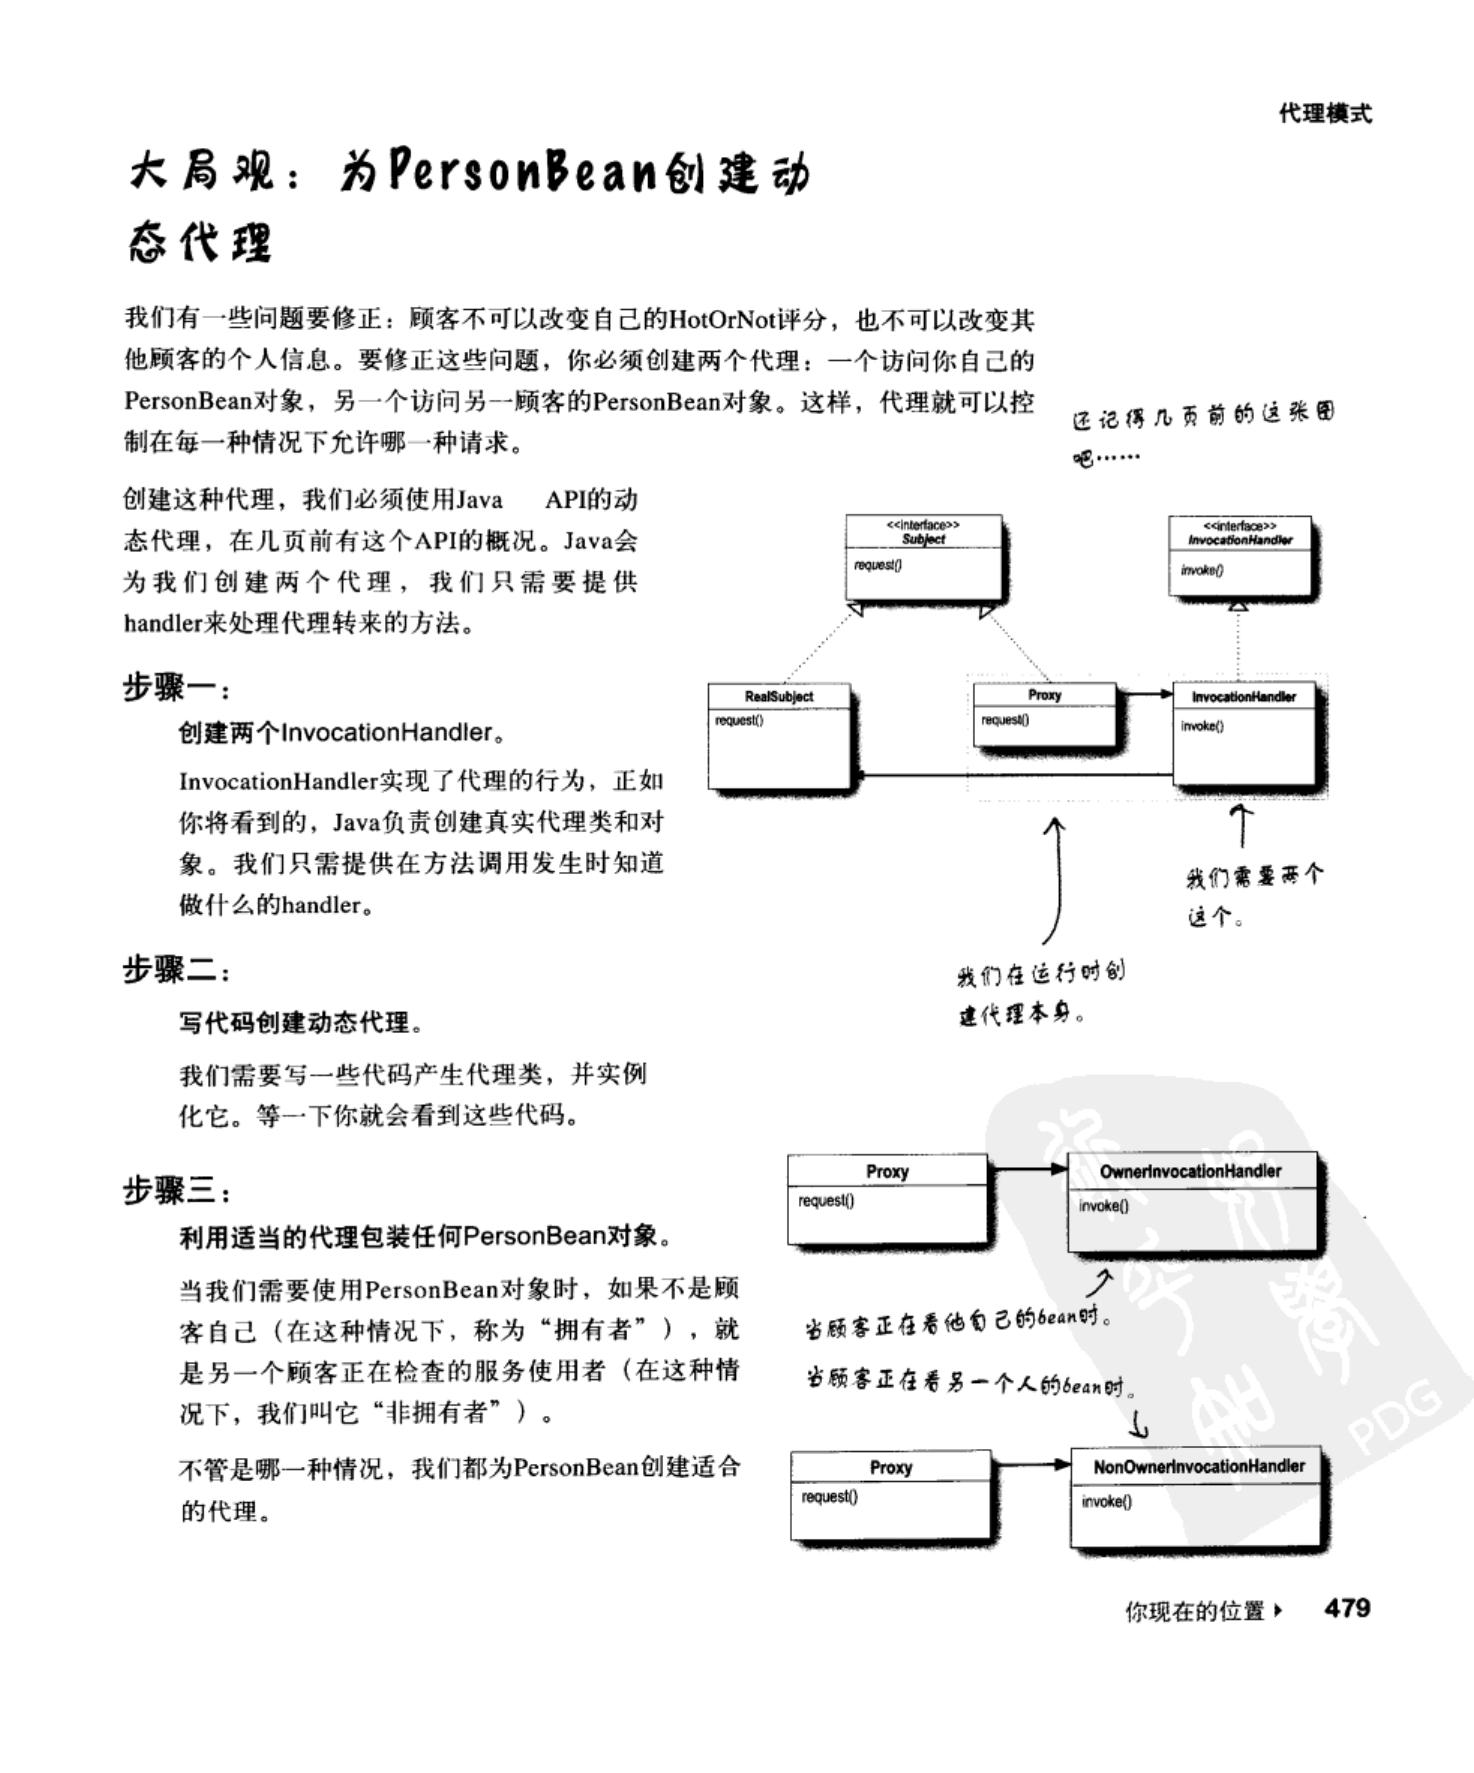 代理模式
大局观：为PersonBean创建动
态代理
我们有一些问题要修正：顾客不可以改变自己的HotOrNot评分，也不可以改变其
他顾客的个人信息。要修正这些问题，你必须创建两个代理：一个访问你自己的
PersonBean对象，另一个访问另一顾客的PersonBean对象。这样，代理就可以控
制在每一种情况下允许哪一种请求。
还记得几页前的这张图
吧……
创建这种代理，我们必须使用Java API的动
态代理，在几页前有这个API的概况。Java会
为我们创建两个代理，我们只需要提供
handler来处理代理转来的方法。
<<interface>>
Subject
request()
<<interface>>
InvocationHandler
invoke()
RealSubject
request()
Proxy
request()
InvocationHandler
invoke()
我们需要两个
这个。
我们在运行时创
建代理本身。
步骤一：
创建两个InvocationHandler。
InvocationHandler实现了代理的行为，正如
你将看到的，Java负责创建真实代理类和对
象。我们只需提供在方法调用发生时知道
做什么的handler。
步骤二：
写代码创建动态代理。
我们需要写一些代码产生代理类，并实例
化它。等一下你就会看到这些代码。
步骤三：
利用适当的代理包装任何PersonBean对象。
当我们需要使用PersonBean对象时，如果不是顾
客自己（在这种情况下，称为“拥有者”），就
是另一个顾客正在检查的服务使用者（在这种情
况下，我们叫它“非拥有者”）。
不管是哪一种情况，我们都为PersonBean创建适合
的代理。
Proxy
request()
OwnerInvocationHandler
invoke()
当顾客正在看他自己的bean时。
当顾客正在看另一个人的bean时。
Proxy
request()
NonOwnerInvocationHandler
invoke()
PDG
你现在的位置
479